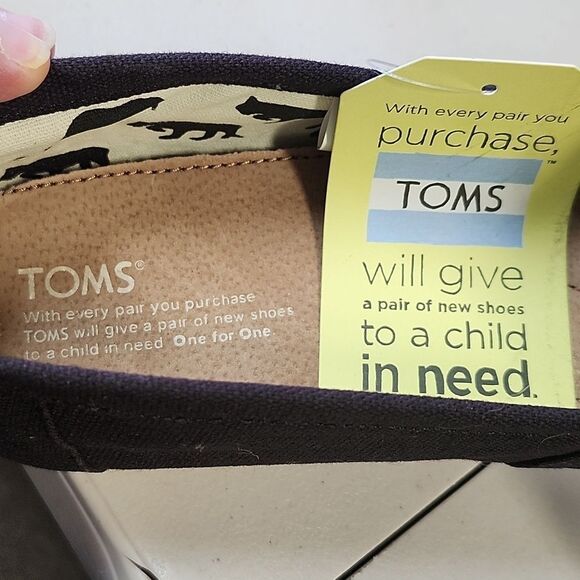 TOMS®
With every pair you purchase
TOMS will give a pair of new shoes
to a child in need. One for One.
With every pair you
purchase,
TOMS™
will give
a pair of new shoes
to a child
in need.